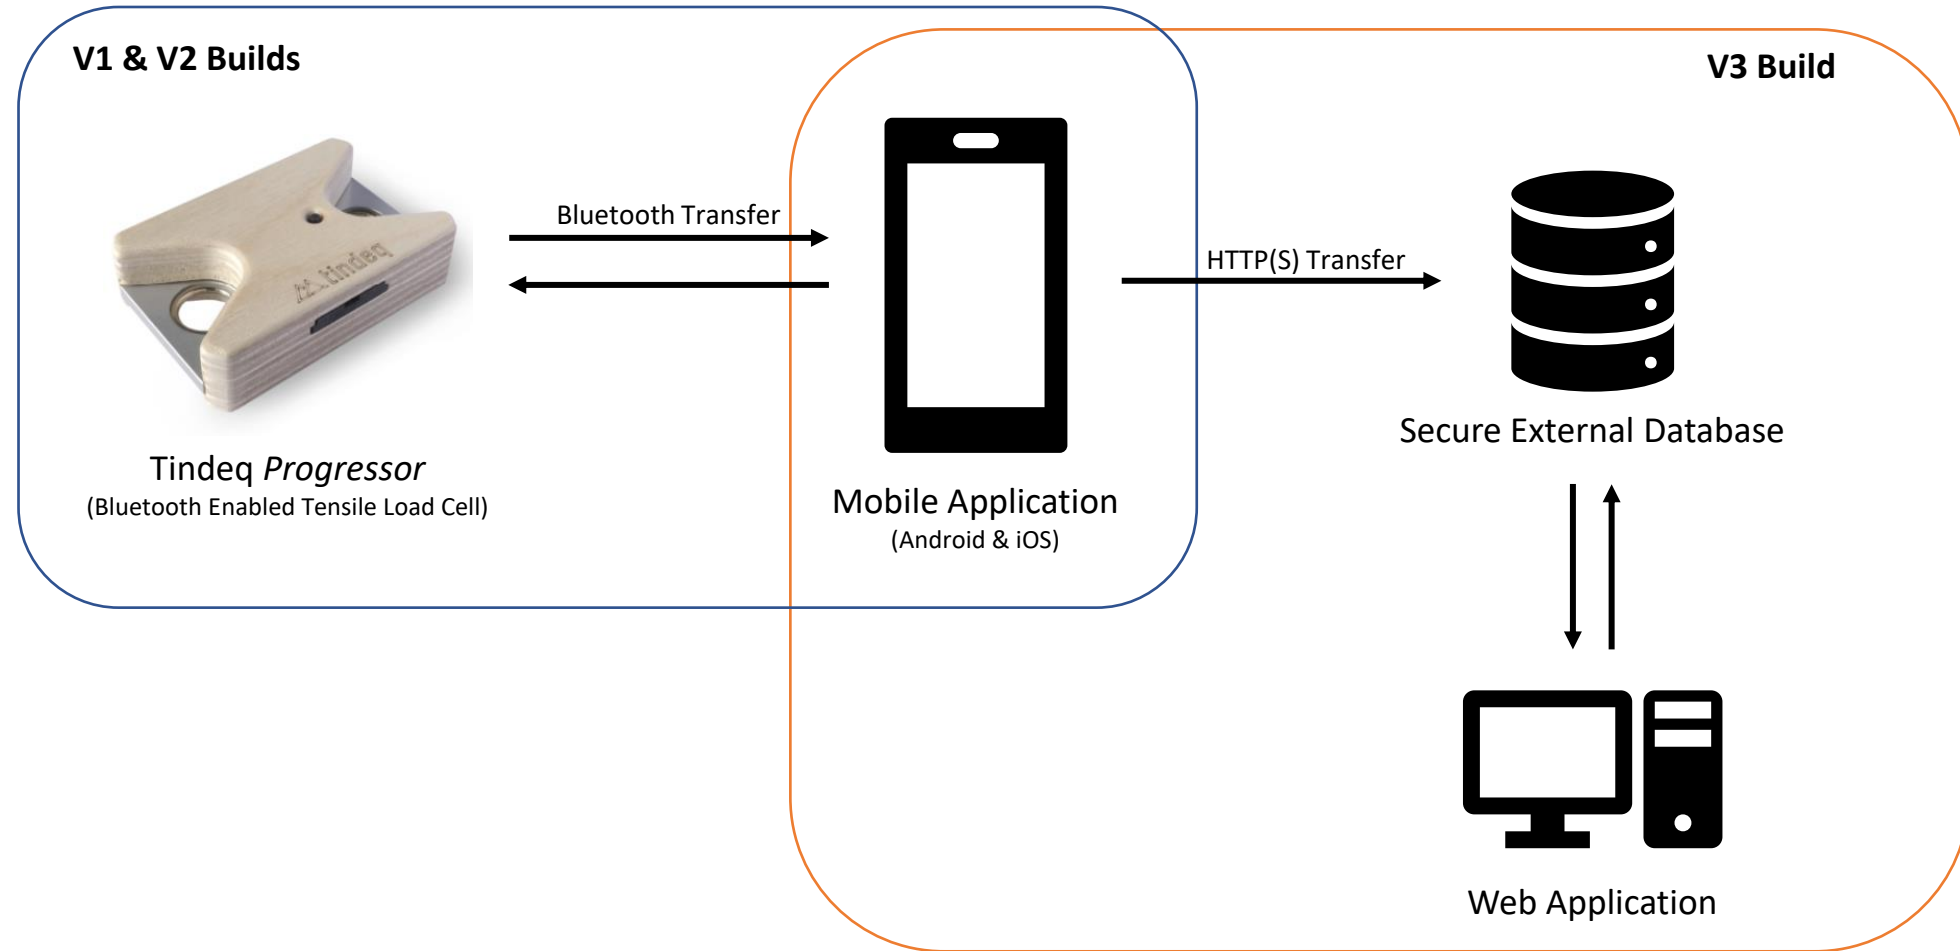 V1 & V2 Builds
V3 Build
tindeq
Bluetooth Transfer
HTTP(S) Transfer
Tindeq Progressor
(Bluetooth Enabled Tensile Load Cell)
Mobile Application
(Android & iOS)
Secure External Database
Web Application